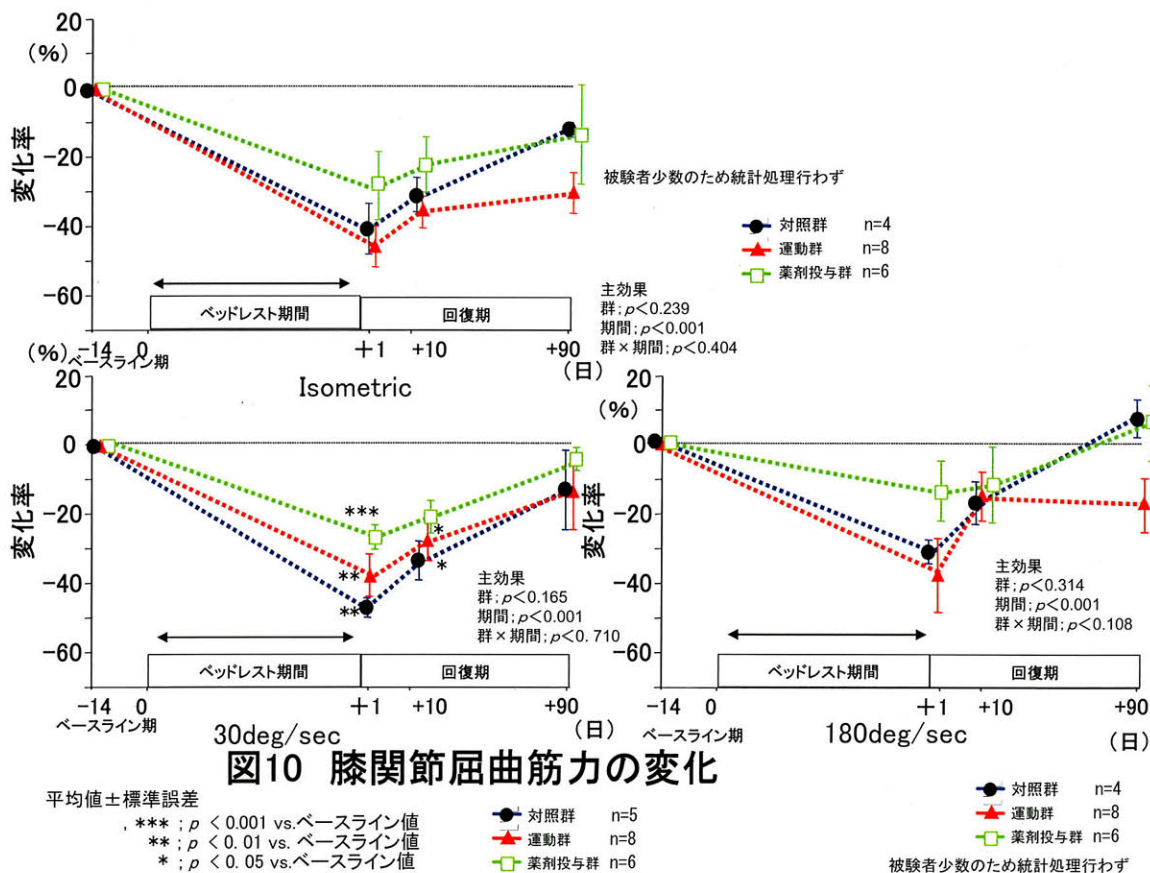 20
(%)
0
-20
-40
-60
変化率
被験者少数のため統計処理行わず
対照群 n=4
運動群 n=8
薬剤投与群 n=6
ベッドレスト期間
回復期
主効果
群;p<0.239
期間;p<0.001
群×期間;p<0.404
-14
0
+1
+10
+90
(日)
ベースライン期
Isometric
(%)
20
0
-20
-40
-60
変化率
***
**
**
*
*
主効果
群;p<0.165
期間;p<0.001
群×期間;p<0.710
ベッドレスト期間
回復期
-14
0
+1
+10
+90
(日)
ベースライン期
30deg/sec
20
(%)
0
-20
-40
-60
変化率
主効果
群;p<0.314
期間;p<0.001
群×期間;p<0.108
ベッドレスト期間
回復期
-14
0
+1
+10
+90
(日)
ベースライン期
180deg/sec
図10 膝関節屈曲筋力の変化
平均値±標準誤差
, *** ; p < 0.001 vs.ベースライン値
** ; p < 0.01 vs.ベースライン値
* ; p < 0.05 vs.ベースライン値
対照群 n=5
運動群 n=8
薬剤投与群 n=6
対照群 n=4
運動群 n=8
薬剤投与群 n=6
被験者少数のため統計処理行わず